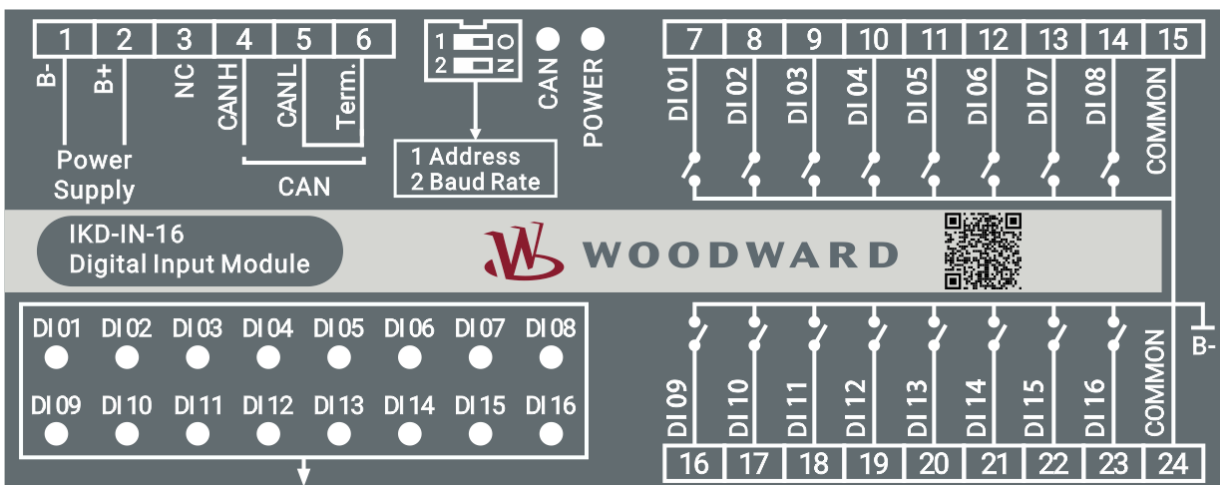 1 2 3 4 5 6
B- B+ NC CAN H CAN L Term.
Power
Supply
CAN
1 O
2 N
CAN
POWER
1 Address
2 Baud Rate
7 8 9 10 11 12 13 14 15
DI 01 DI 02 DI 03 DI 04 DI 05 DI 06 DI 07 DI 08 COMMON
IKD-IN-16
Digital Input Module
W WOODWARD
DI 01 DI 02 DI 03 DI 04 DI 05 DI 06 DI 07 DI 08
DI 09 DI 10 DI 11 DI 12 DI 13 DI 14 DI 15 DI 16
B-
DI 09 DI 10 DI 11 DI 12 DI 13 DI 14 DI 15 DI 16 COMMON
16 17 18 19 20 21 22 23 24